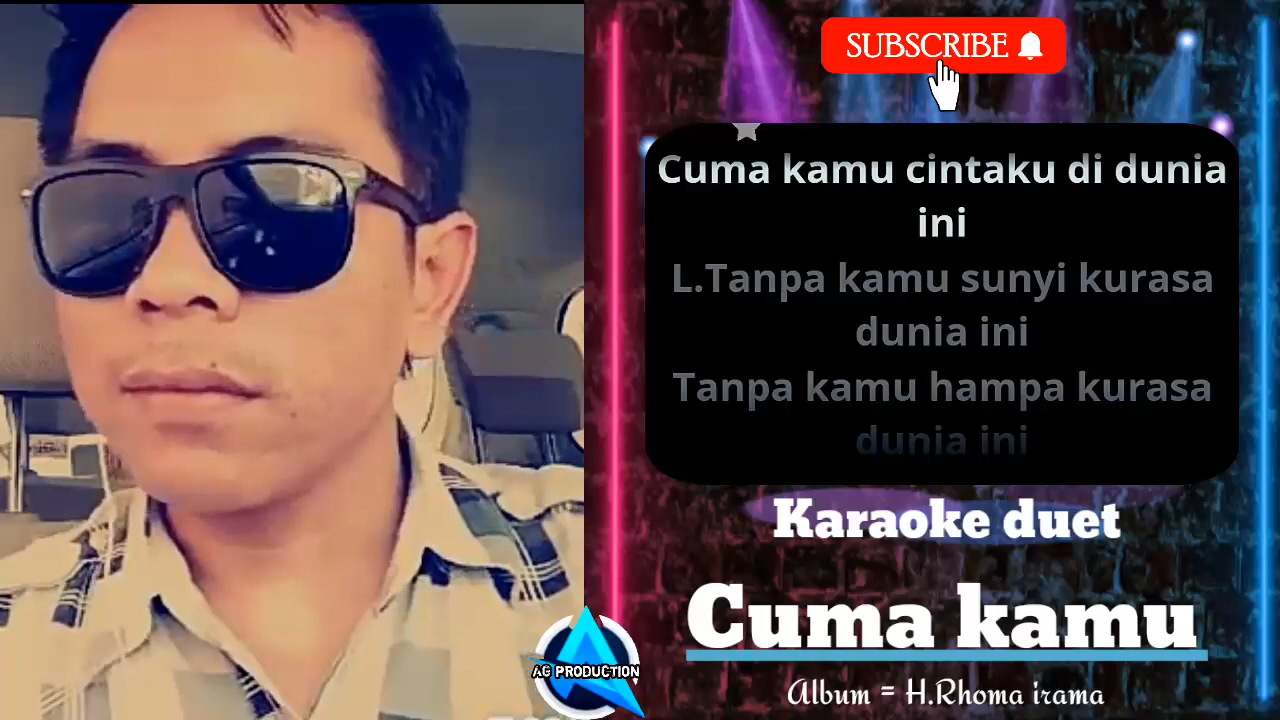 SUBSCRIBE
Cuma kamu cintaku di dunia
ini
L.Tanpa kamu sunyi kurasa
dunia ini
Tanpa kamu hampa kurasa
dunia ini
Karaoke duet
Cuma kamu
AG PRODUCTION
Album = H.Rhoma irama